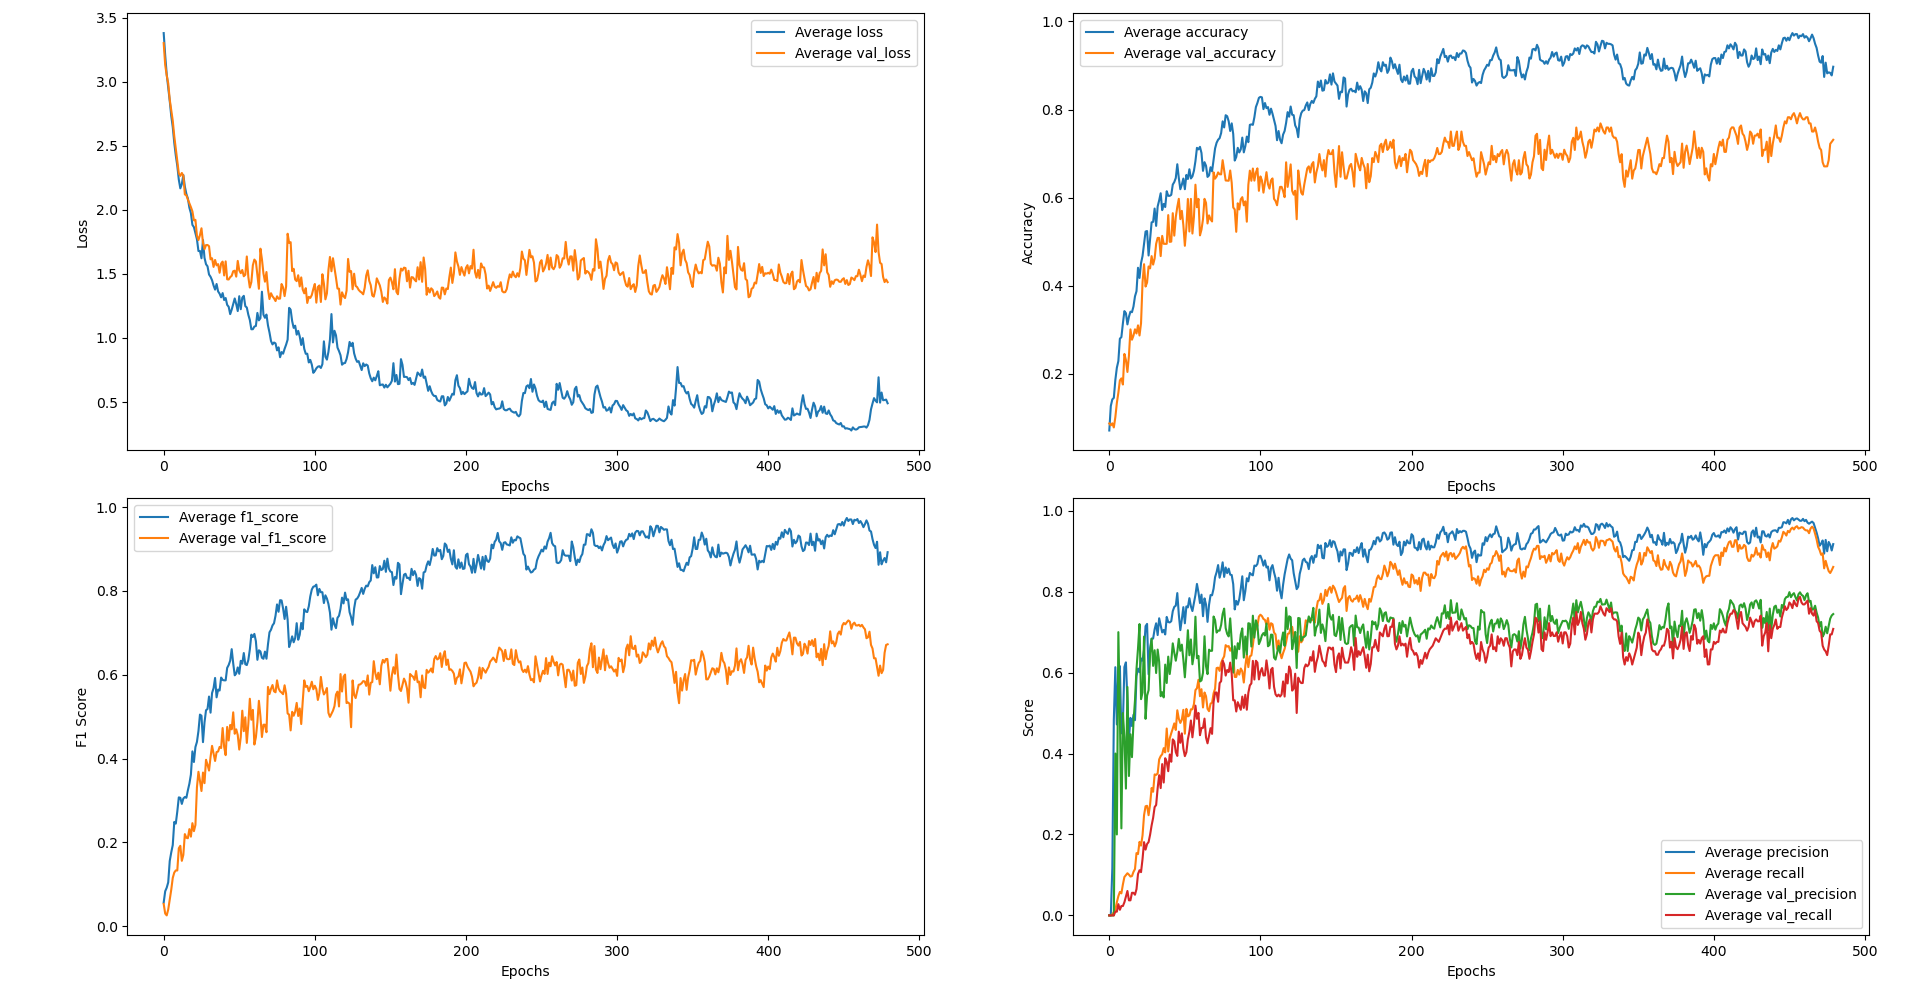 3.5
3.0
2.5
2.0
1.5
1.0
0.5
Loss
Average loss
Average val_loss
0 100 200 300 400 500
Epochs
1.0
0.8
0.6
0.4
0.2
Accuracy
Average accuracy
Average val_accuracy
0 100 200 300 400 500
Epochs
1.0
0.8
0.6
0.4
0.2
0.0
F1 Score
Average f1_score
Average val_f1_score
0 100 200 300 400 500
Epochs
1.0
0.8
0.6
0.4
0.2
0.0
Score
Average precision
Average recall
Average val_precision
Average val_recall
0 100 200 300 400 500
Epochs